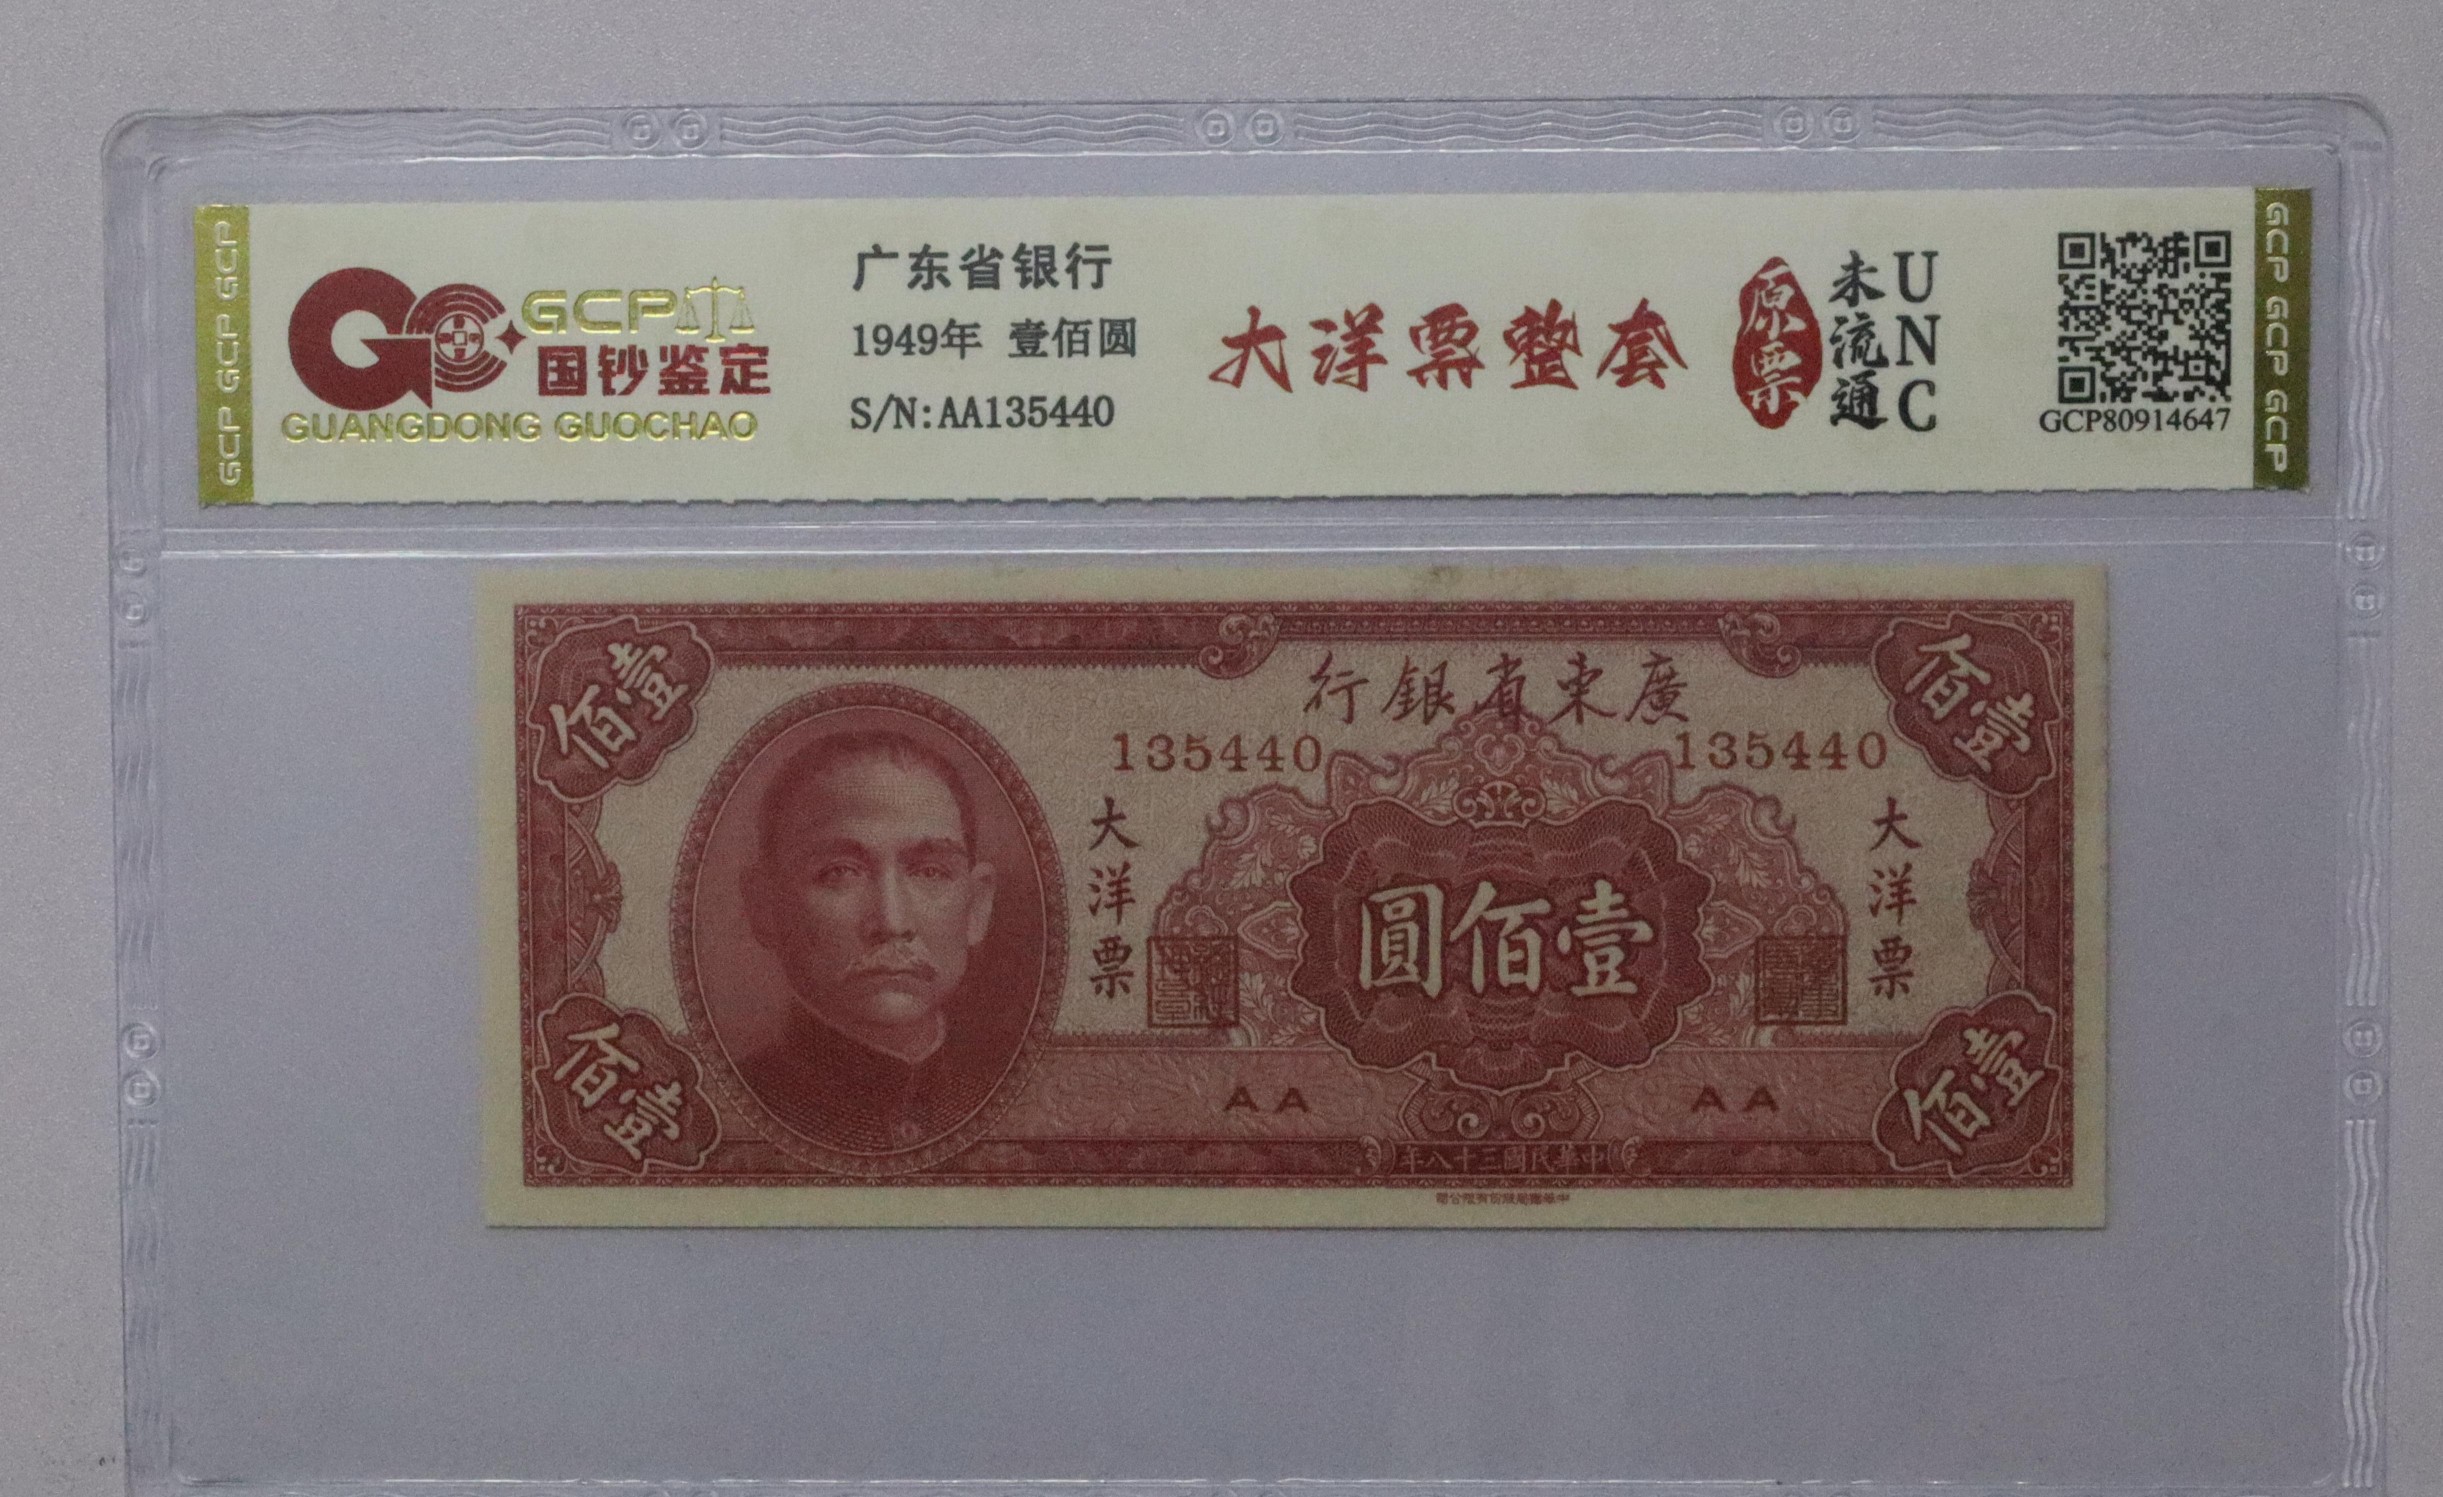 GCP GCP GCP
GCP
国钞鉴定
GUANGDONG GUOCHAO
广东省银行
1949年 壹佰圆
S/N:AA135440
大洋票整套
原票
未流通
UNC
GCP80914647
GCP GCP GCP
佰壹
佰壹
行銀省東廣
135440
135440
大洋票
大洋票
圓佰壹
AA
AA
佰壹
佰壹
年八十三國民華中